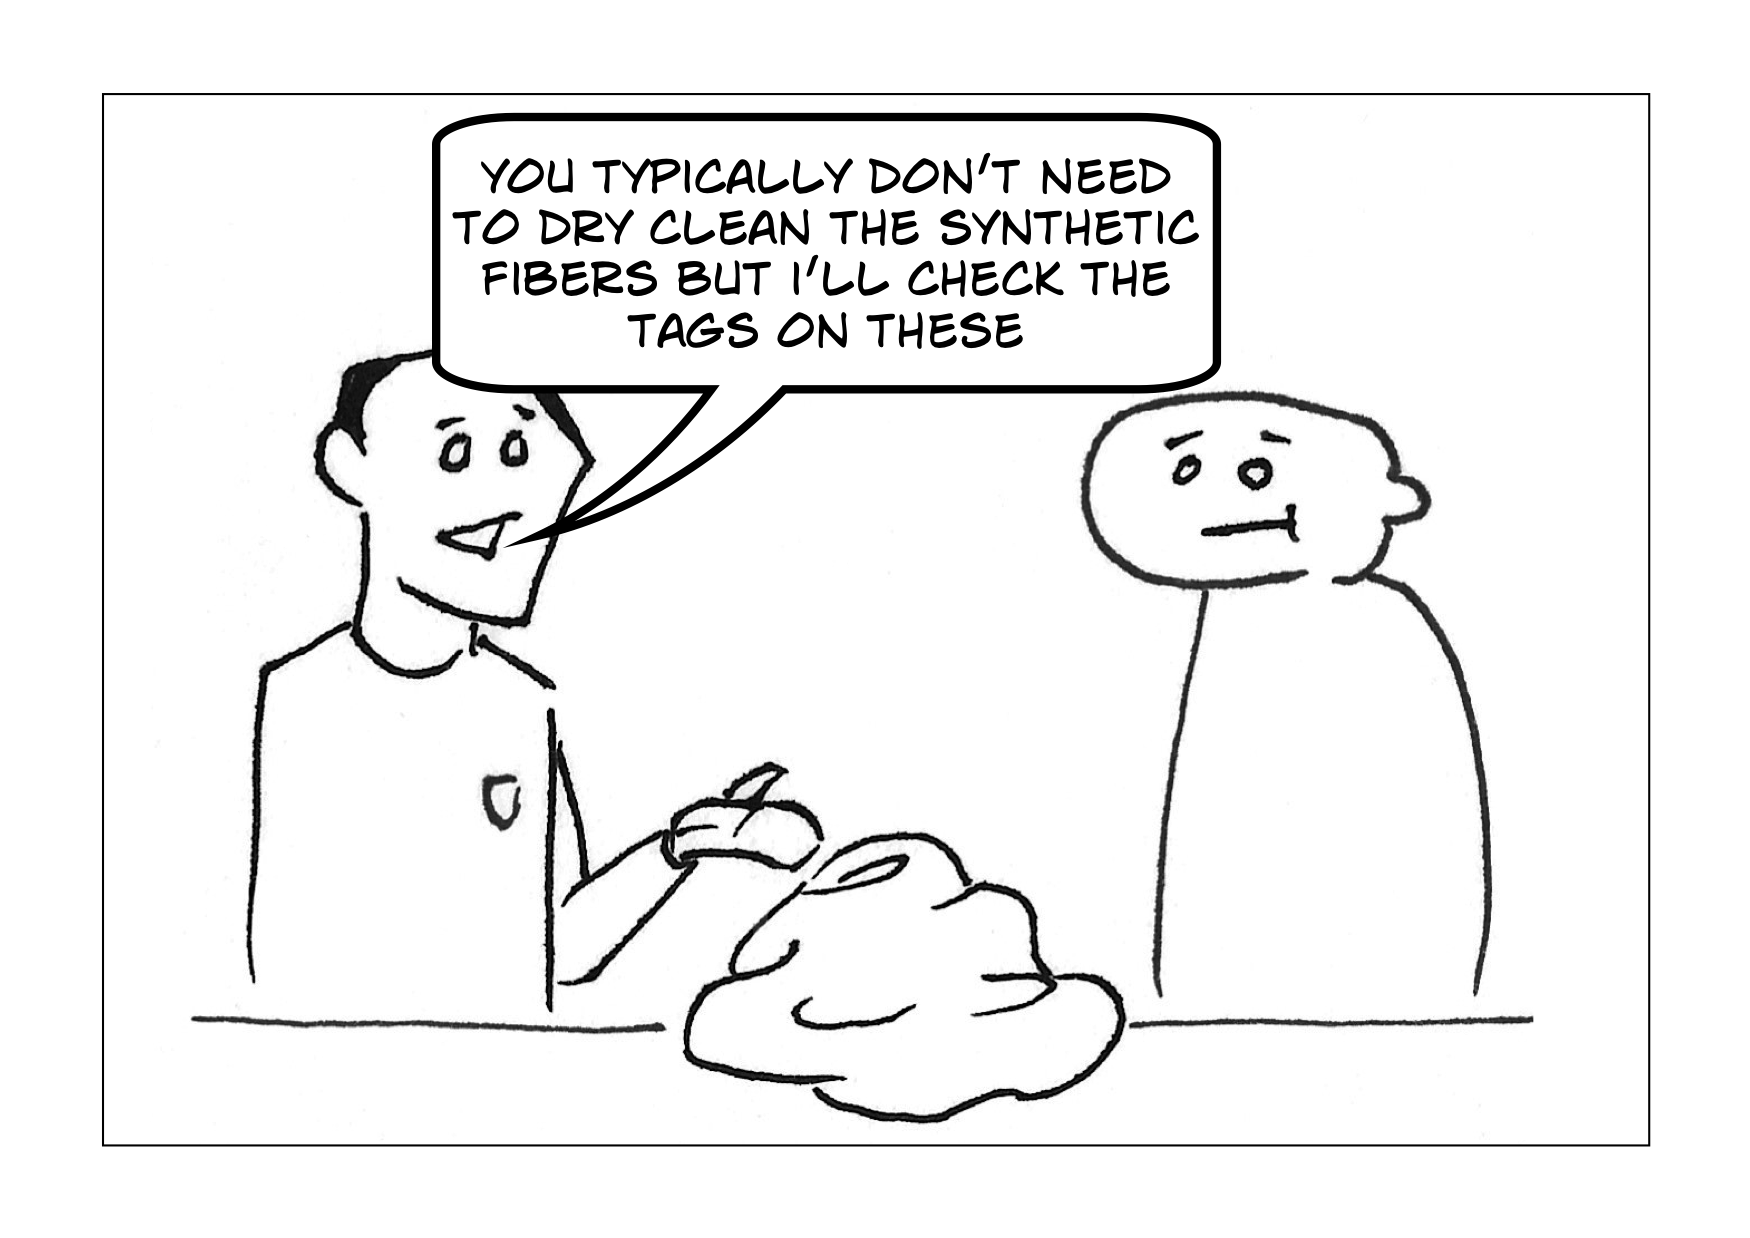 YOU TYPICALLY DON'T NEED
TO DRY CLEAN THE SYNTHETIC
FIBERS BUT I'LL CHECK THE
TAGS ON THESE